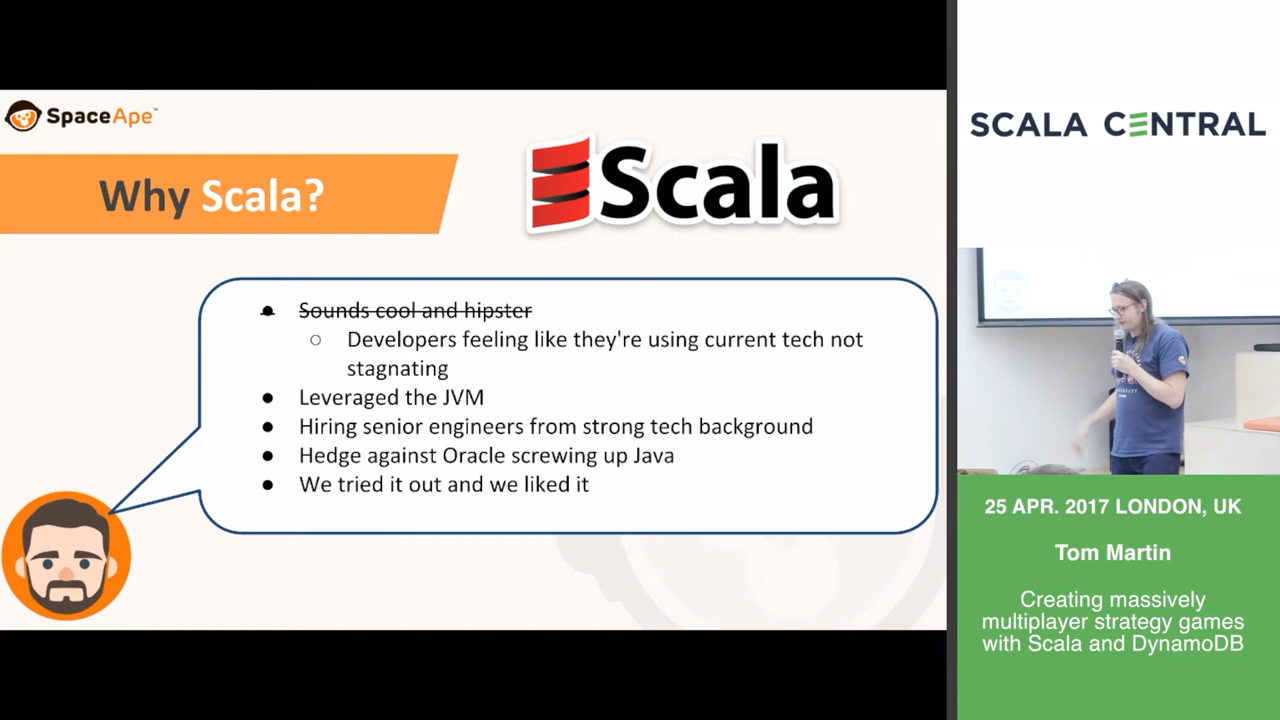 SpaceApe™
Why Scala?
Scala
● Sounds cool and hipster
○ Developers feeling like they're using current tech not
stagnating
● Leveraged the JVM
● Hiring senior engineers from strong tech background
● Hedge against Oracle screwing up Java
● We tried it out and we liked it
SCALA CENTRAL
25 APR. 2017 LONDON, UK
Tom Martin
Creating massively
multiplayer strategy games
with Scala and DynamoDB